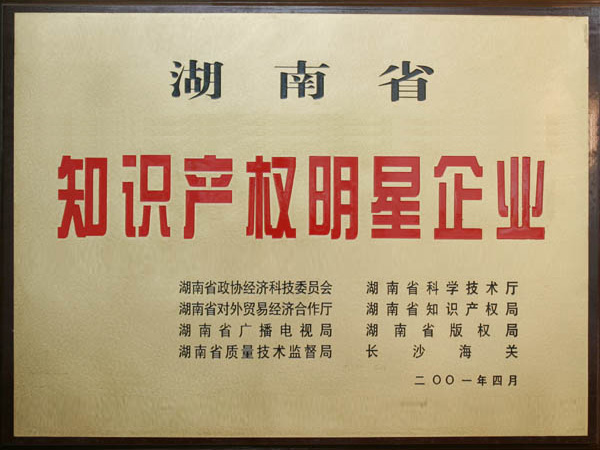 湖南省
知识产权明星企业
湖南省政协经济科技委员会 湖南省科学技术厅
湖南省对外贸易经济合作厅 湖南省知识产权局
湖南省广播电视局 湖南省版权局
湖南省质量技术监督局 长沙海关
二〇〇一年四月